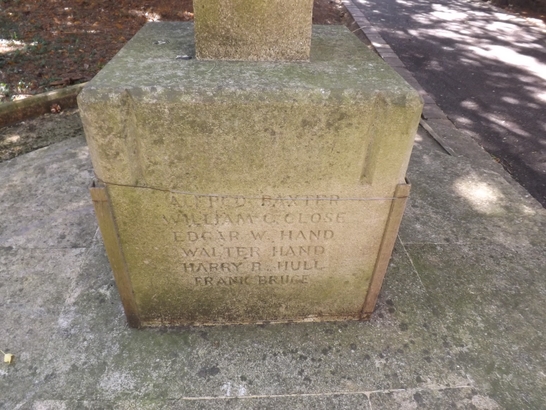 ALFRED BAXTER
WILLIAM G. CLOSE
EDGAR W. HAND
WALTER HAND
HARRY R. HULL
FRANK BRUCE